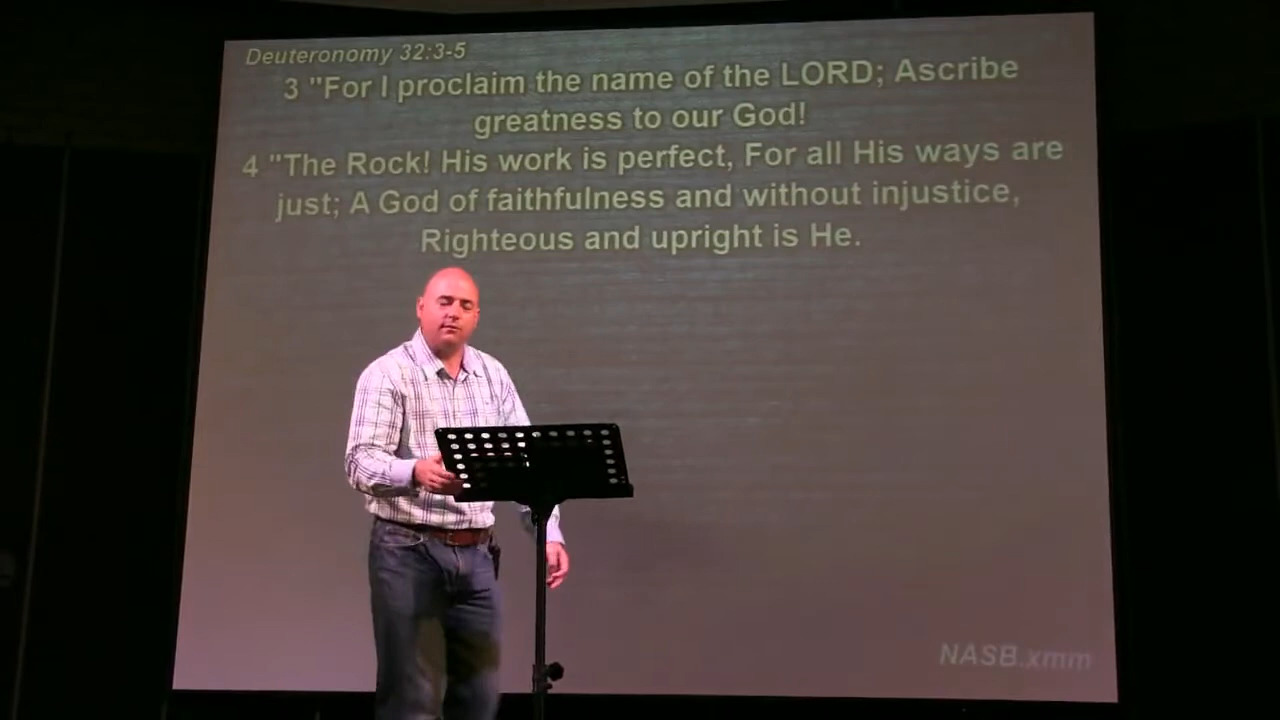 Deuteronomy 32:3-5
3 "For I proclaim the name of the LORD; Ascribe
greatness to our God!
4 "The Rock! His work is perfect, For all His ways are
just; A God of faithfulness and without injustice,
Righteous and upright is He.
NASB.xmm